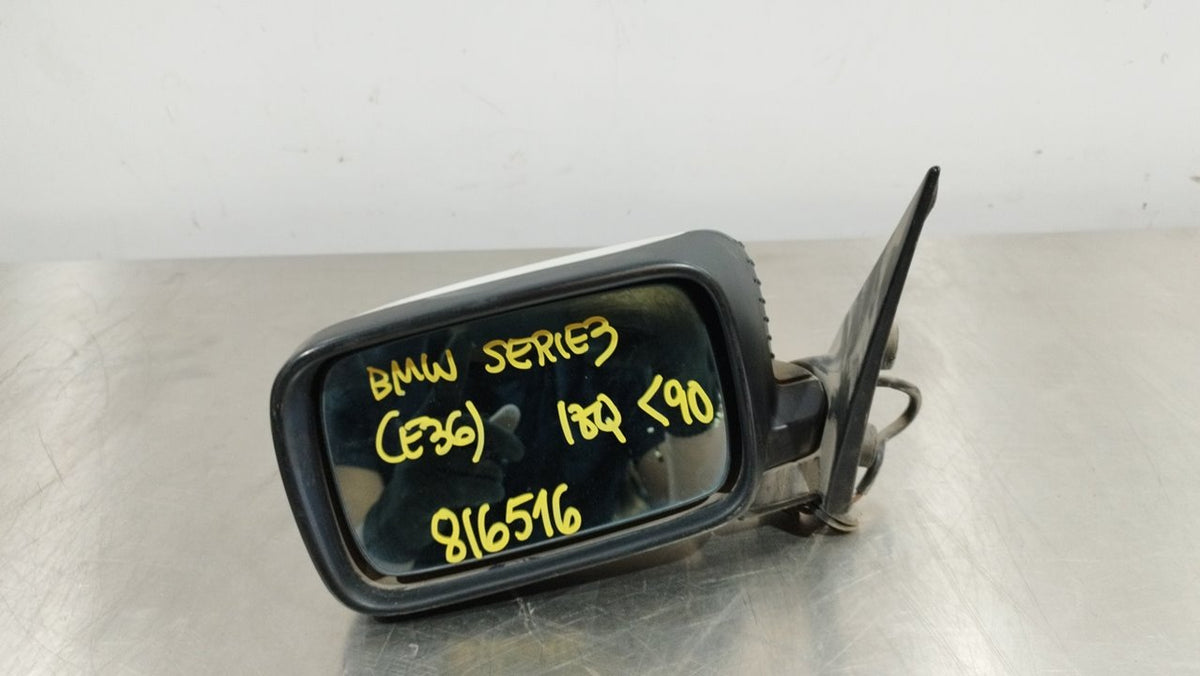 BMW SERIE3
(E36) IZQ <90
816516